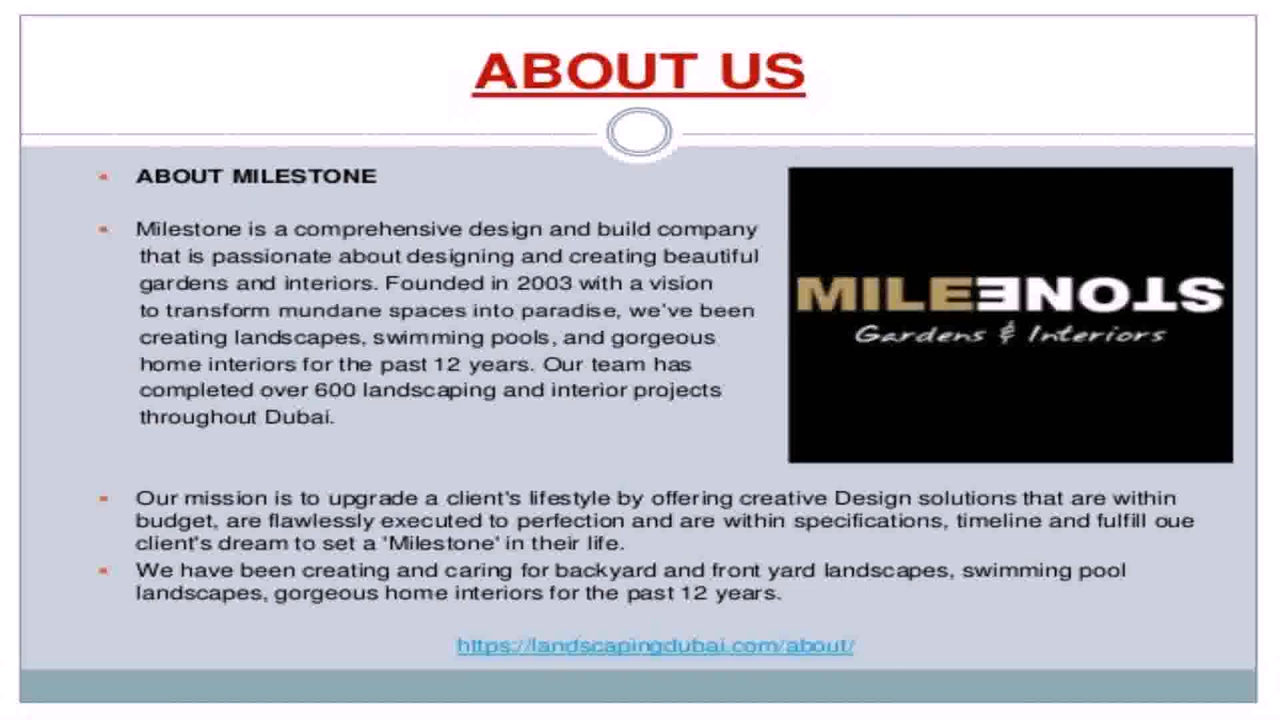 ABOUT US
ABOUT MILESTONE
Milestone is a comprehensive design and build company
that is passionate about designing and creating beautiful
gardens and interiors. Founded in 2003 with a vision
to transform mundane spaces into paradise, we've been
creating landscapes, swimming pools, and gorgeous
home interiors for the past 12 years. Our team has
completed over 600 landscaping and interior projects
throughout Dubai.
MILESTONE
Gardens & Interiors
Our mission is to upgrade a client's lifestyle by offering creative Design solutions that are within
budget, are flawlessly executed to perfection and are within specifications, timeline and fulfill oue
client's dream to set a 'Milestone' in their life.
We have been creating and caring for backyard and front yard landscapes, swimming pool
landscapes, gorgeous home interiors for the past 12 years.
https://landscapingdubai.com/about/